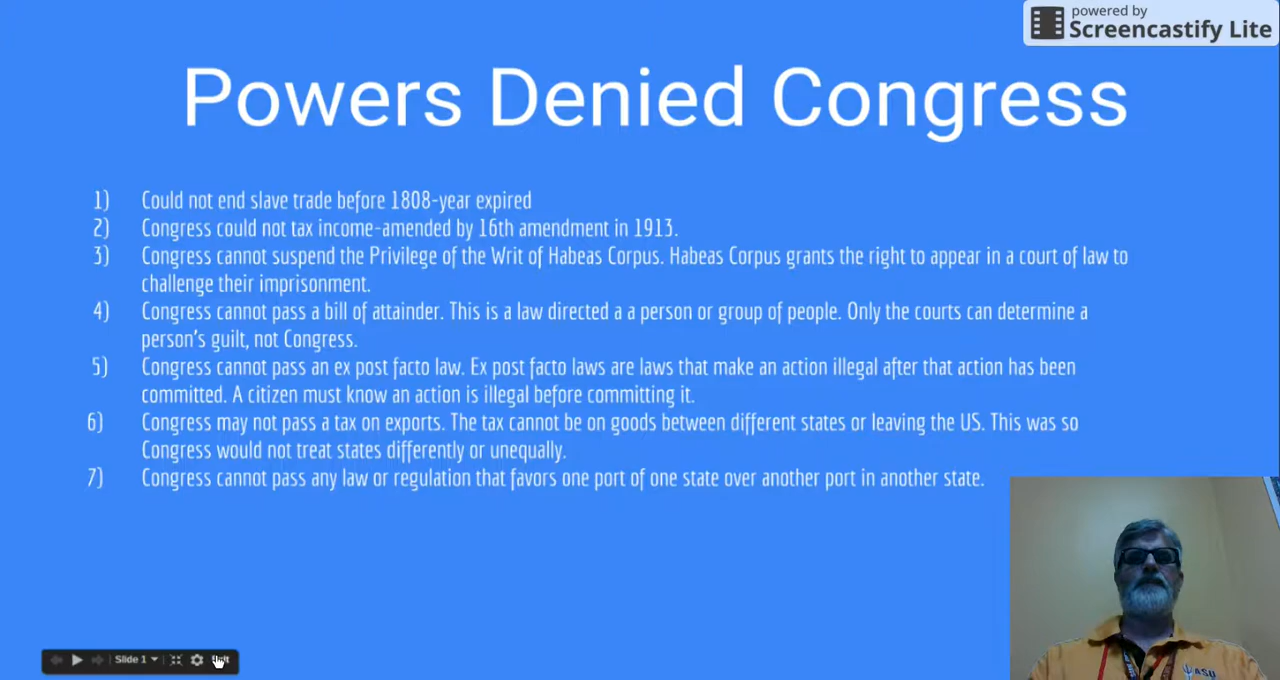 powered by
Screencastify Lite
Powers Denied Congress
1) Could not end slave trade before 1808-year expired
2) Congress could not tax income-amended by 16th amendment in 1913.
3) Congress cannot suspend the Privilege of the Writ of Habeas Corpus. Habeas Corpus grants the right to appear in a court of law to
challenge their imprisonment.
4) Congress cannot pass a bill of attainder. This is a law directed a a person or group of people. Only the courts can determine a
person's guilt, not Congress.
5) Congress cannot pass an ex post facto law. Ex post facto laws are laws that make an action illegal after that action has been
committed. A citizen must know an action is illegal before committing it.
6) Congress may not pass a tax on exports. The tax cannot be on goods between different states or leaving the US. This was so
Congress would not treat states differently or unequally.
7) Congress cannot pass any law or regulation that favors one port of one state over another port in another state.
ASU
Slide 1